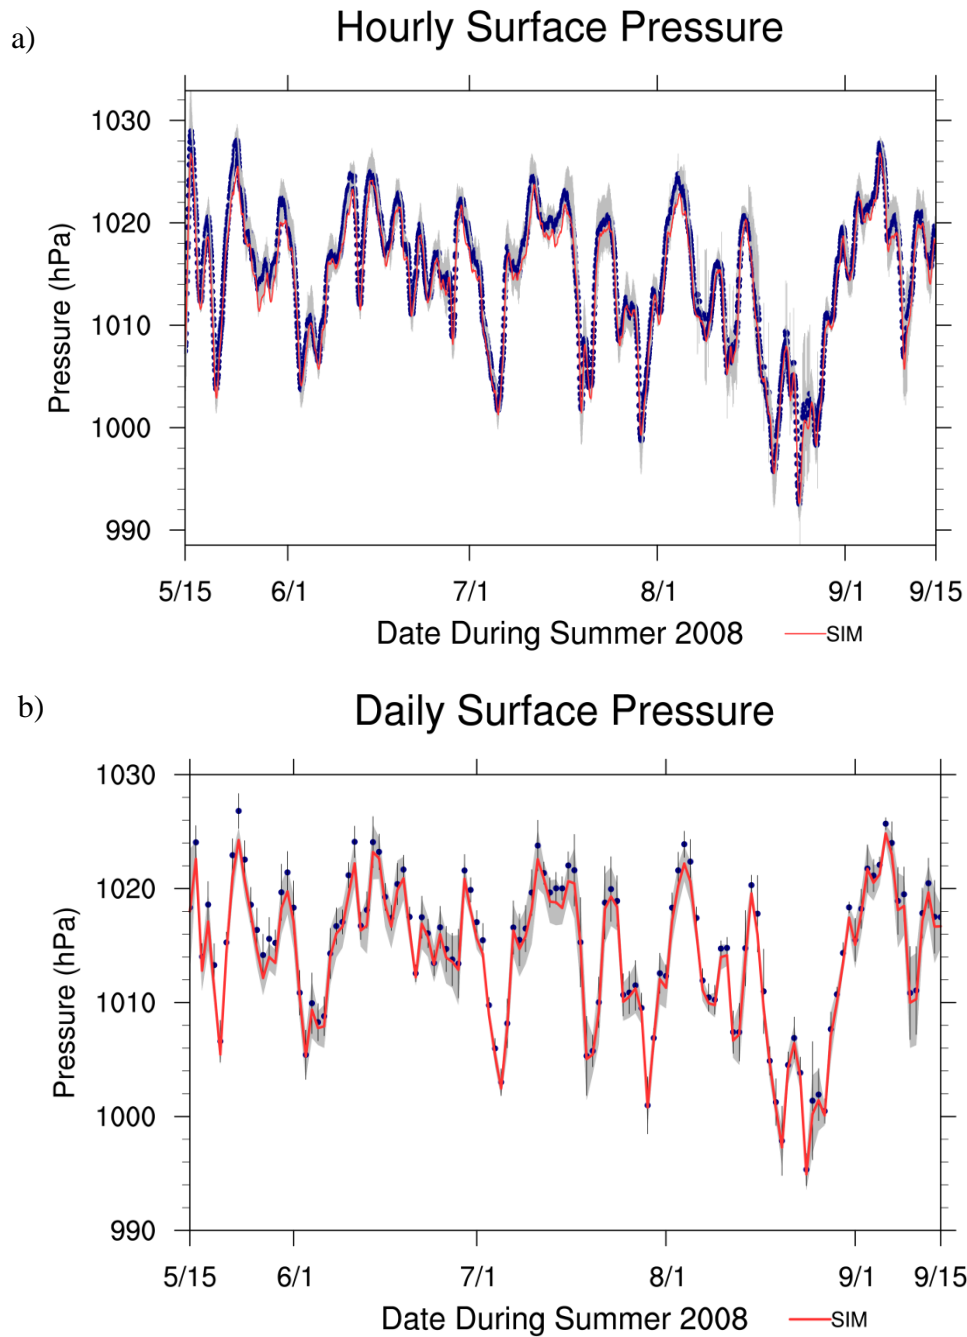 a)
Hourly Surface Pressure
Pressure (hPa)
1030
1020
1010
1000
990
5/15 6/1 7/1 8/1 9/1 9/15
Date During Summer 2008
SIM
b)
Daily Surface Pressure
Pressure (hPa)
1030
1020
1010
1000
990
5/15 6/1 7/1 8/1 9/1 9/15
Date During Summer 2008
SIM